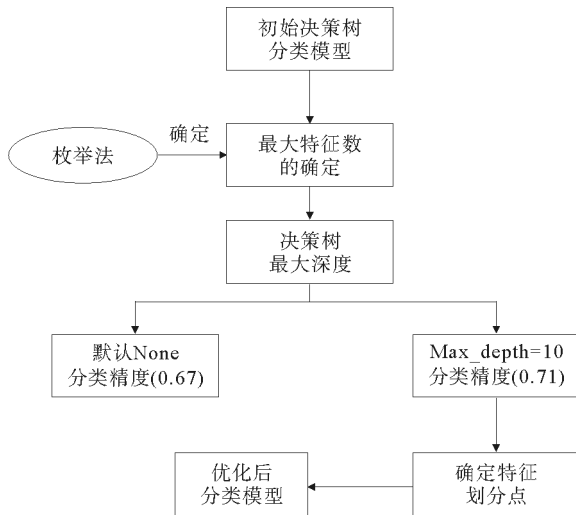 初始决策树
分类模型
确定
枚举法
最大特征数
的确定
决策树
最大深度
默认None
分类精度(0.67)
Max_depth=10
分类精度(0.71)
优化后
分类模型
确定特征
划分点